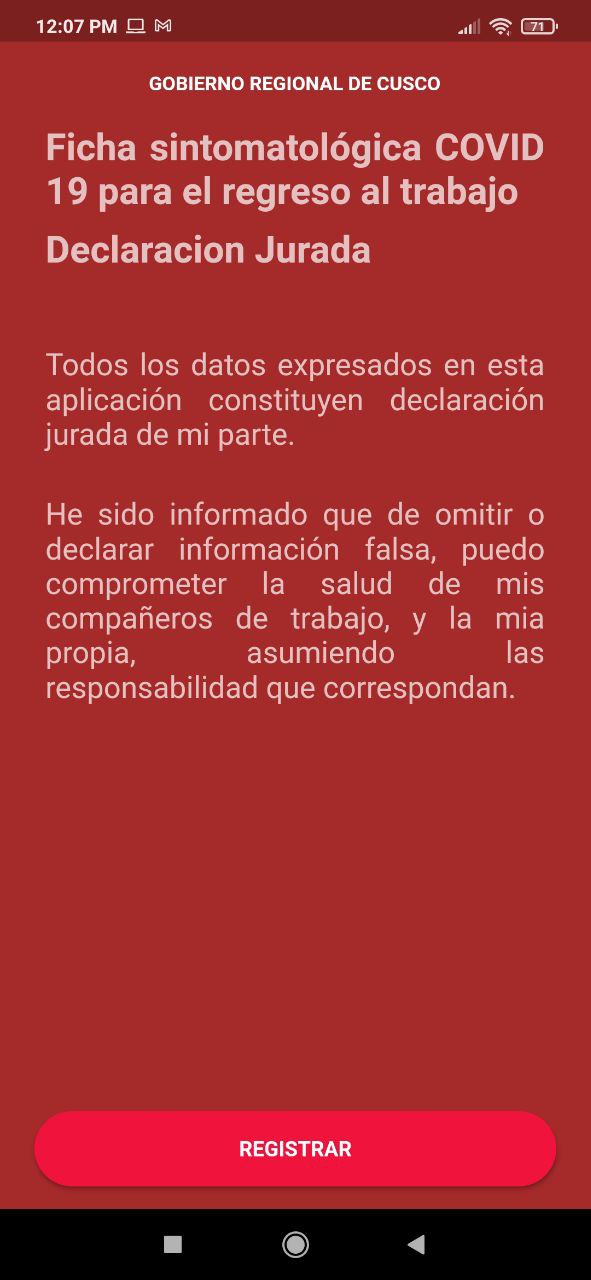 12:07 PM
71
GOBIERNO REGIONAL DE CUSCO
Ficha sintomatológica COVID
19 para el regreso al trabajo
Declaracion Jurada
Todos los datos expresados en esta
aplicación constituyen declaración
jurada de mi parte.
He sido informado que de omitir o
declarar información falsa, puedo
comprometer la salud de mis
compañeros de trabajo, y la mia
propia, asumiendo las
responsabilidad que correspondan.
REGISTRAR